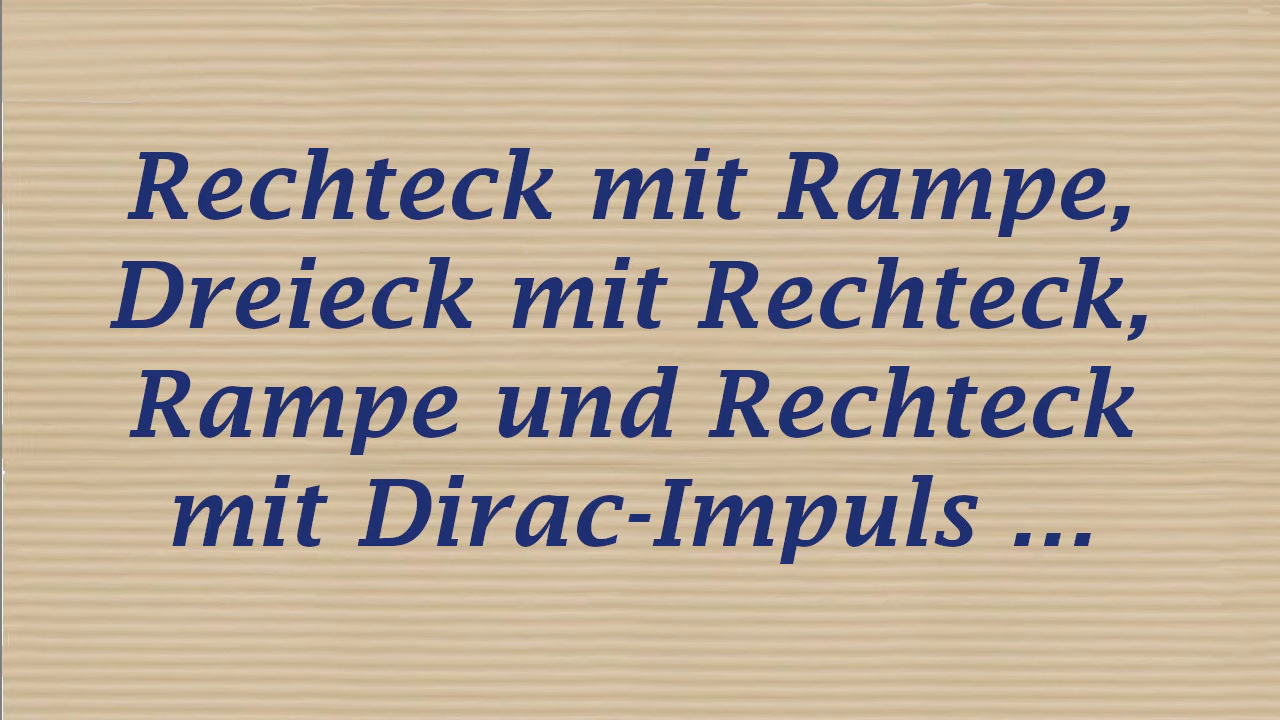 Rechteck mit Rampe,
Dreieck mit Rechteck,
Rampe und Rechteck
mit Dirac-Impuls ...